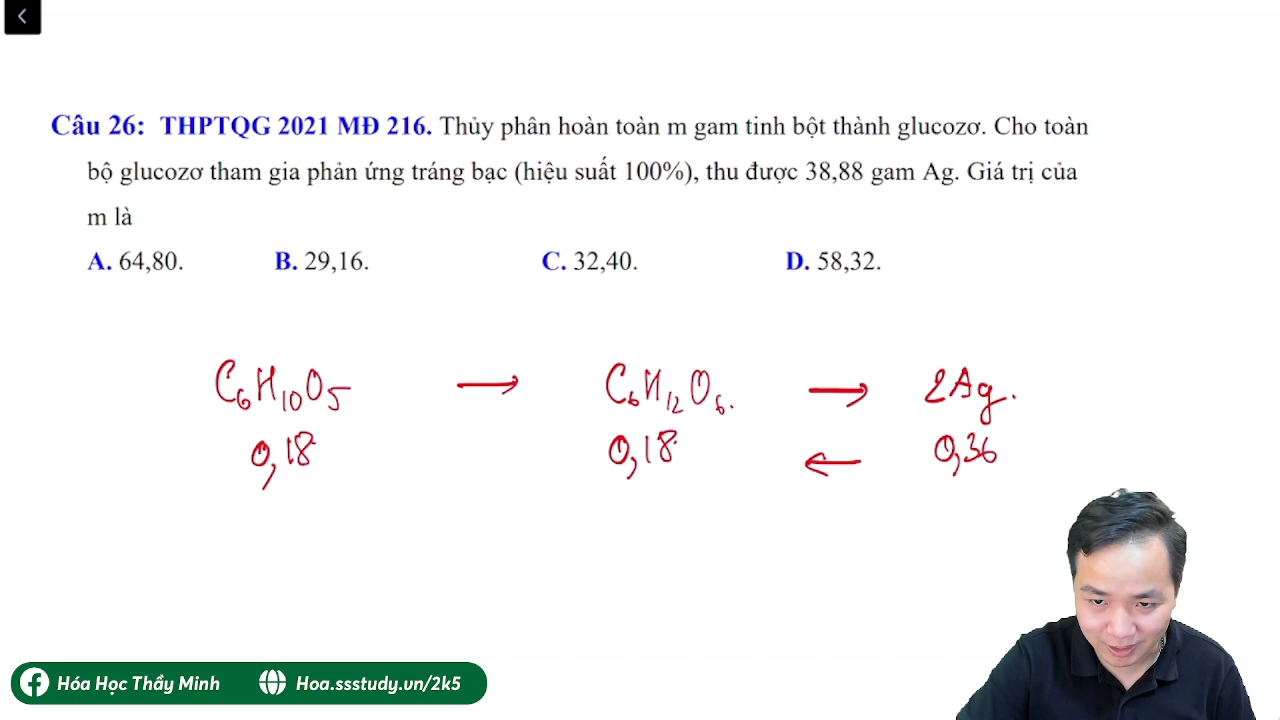 Câu 26: THPTQG 2021 MĐ 216. Thủy phân hoàn toàn m gam tinh bột thành glucozơ. Cho toàn
bộ glucozơ tham gia phản ứng tráng bạc (hiệu suất 100%), thu được 38,88 gam Ag. Giá trị của
m là
A. 64,80. B. 29,16. C. 32,40. D. 58,32.
C₆H₁₀O₅ → C₆H₁₂O₆. → 2Ag.
0,18 0,18 ← 0,36
Hóa Học Thầy Minh Hoa.ssstudy.vn/2k5